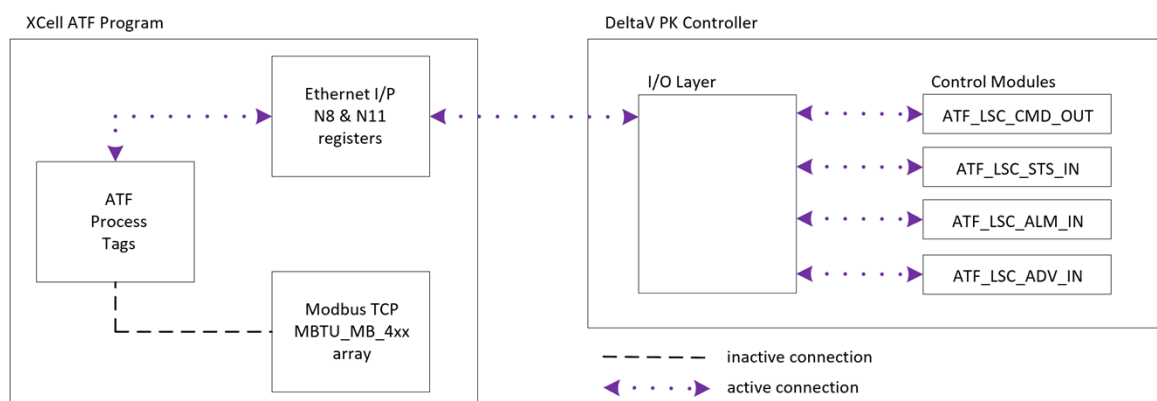 XCell ATF Program
Ethernet I/P
N8 & N11
registers
ATF
Process
Tags
Modbus TCP
MBTU_MB_4xx
array
DeltaV PK Controller
I/O Layer
Control Modules
ATF_LSC_CMD_OUT
ATF_LSC_STS_IN
ATF_LSC_ALM_IN
ATF_LSC_ADV_IN
inactive connection
active connection